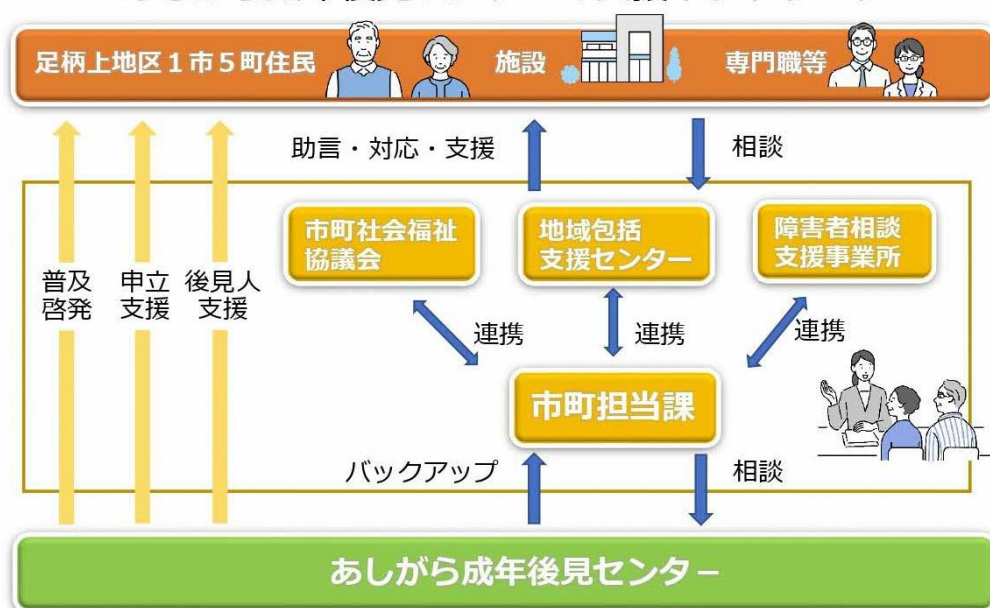 足柄上地区１市５町住民
施設
専門職等
助言・対応・支援
相談
市町社会福祉
協議会
地域包括
支援センター
障害者相談
支援事業所
普及
啓発
申立
支援
後見人
支援
連携
連携
連携
市町担当課
バックアップ
相談
あしがら成年後見センター